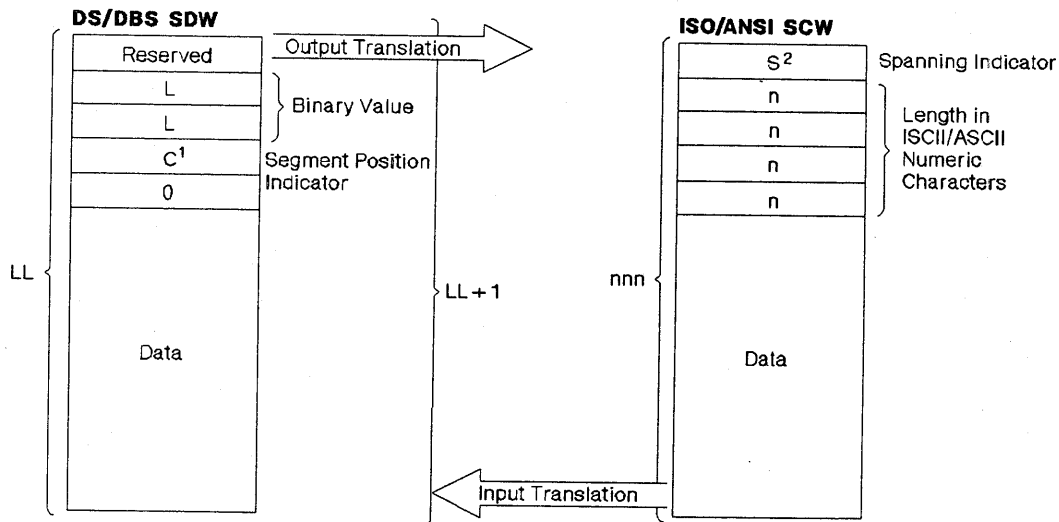 DS/DBS SDW
Reserved
L
L
C¹
0
Data
LL
Binary Value
Segment Position
Indicator
Output Translation
LL + 1
Input Translation
ISO/ANSI SCW
S²
n
n
n
n
Data
nnn
Spanning Indicator
Length in
ISCII/ASCII
Numeric
Characters